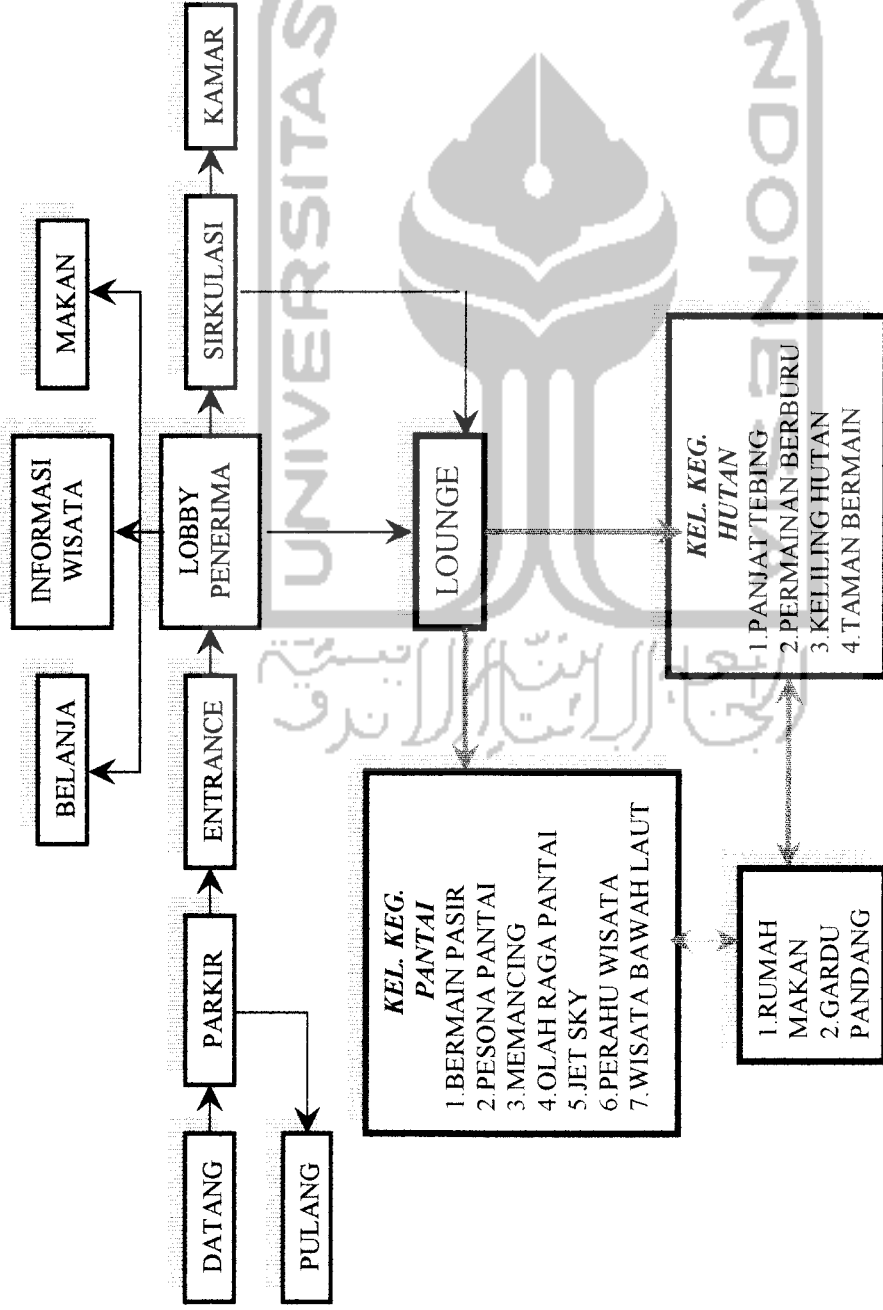 DATANG
PULANG
PARKIR
ENTRANCE
BELANJA
INFORMASI
WISATA
MAKAN
LOBBY
PENERIMA
SIRKULASI
KAMAR
LOUNGE
KEL. KEG.
PANTAI
1.BERMAIN PASIR
2.PESONA PANTAI
3.MEMANCING
4.OLAH RAGA PANTAI
5.JET SKY
6.PERAHU WISATA
7.WISATA BAWAH LAUT
KEL. KEG.
HUTAN
1.PANJAT TEBING
2.PERMAINAN BERBURU
3.KELILING HUTAN
4.TAMAN BERMAIN
1.RUMAH
MAKAN
2.GARDU
PANDANG
UNIVERSITAS